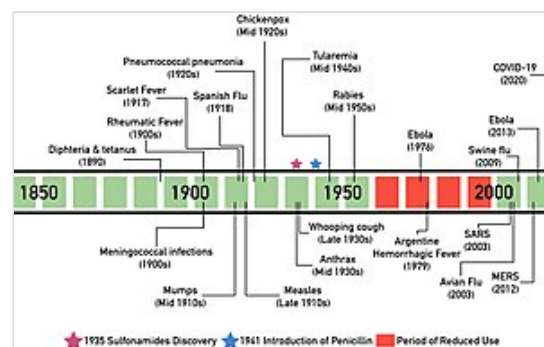 Chickenpox
(Mid 1920s)
Pneumococcal pneumonia
(1920s)
Tularemia
(Mid 1940s)
COVID-19
(2020)
Scarlet Fever
(1917)
Spanish Flu
(1918)
Rabies
(Mid 1950s)
Rheumatic Fever
(1900s)
Ebola
(2013)
Diphteria & tetanus
(1890)
Ebola
(1976)
Swine flu
(2009)
1850 1900 1950 2000
Meningococcal infections
(1900s)
Whooping cough
(Late 1930s)
Argentine
Hemorrhagic Fever
(1979)
SARS
(2003)
Mumps
(Mid 1910s)
Measles
(Late 1910s)
Anthrax
(Mid 1930s)
Avian Flu
(2003)
MERS
(2012)
1935 Sulfonamides Discovery 1941 Introduction of Penicillin Period of Reduced Use